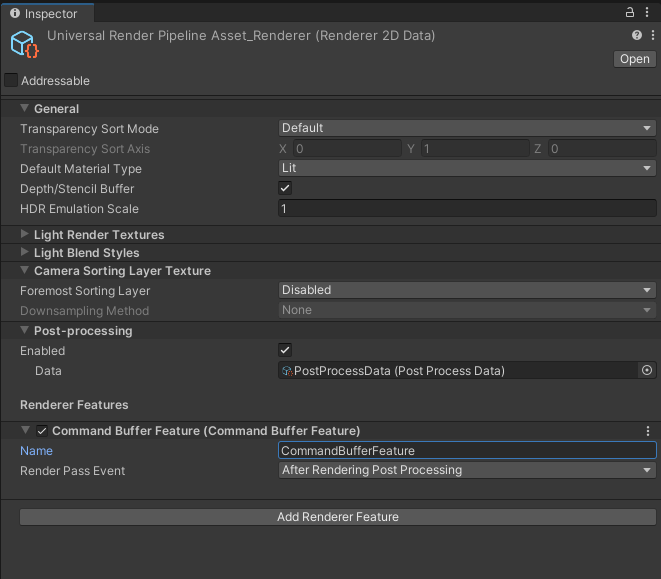 Inspector
Universal Render Pipeline Asset_Renderer (Renderer 2D Data)
Open
Addressable
General
Transparency Sort Mode Default
Transparency Sort Axis X 0 Y 1 Z 0
Default Material Type Lit
Depth/Stencil Buffer
HDR Emulation Scale 1
Light Render Textures
Light Blend Styles
Camera Sorting Layer Texture
Foremost Sorting Layer Disabled
Downsampling Method None
Post-processing
Enabled
Data PostProcessData (Post Process Data)
Renderer Features
Command Buffer Feature (Command Buffer Feature)
Name CommandBufferFeature
Render Pass Event After Rendering Post Processing
Add Renderer Feature